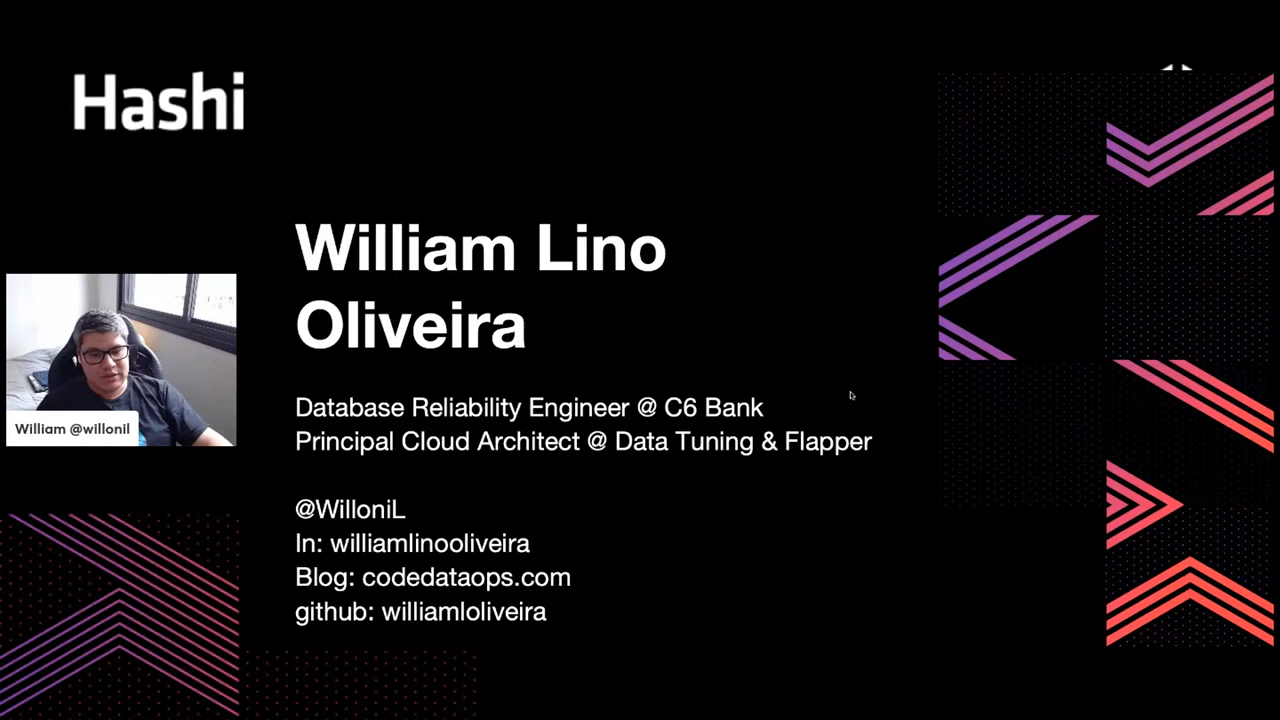 Hashi
William Lino
Oliveira
Database Reliability Engineer @ C6 Bank
Principal Cloud Architect @ Data Tuning & Flapper
William @willonil
@WilloniL
In: williamlinooliveira
Blog: codedataops.com
github: williamloliveira